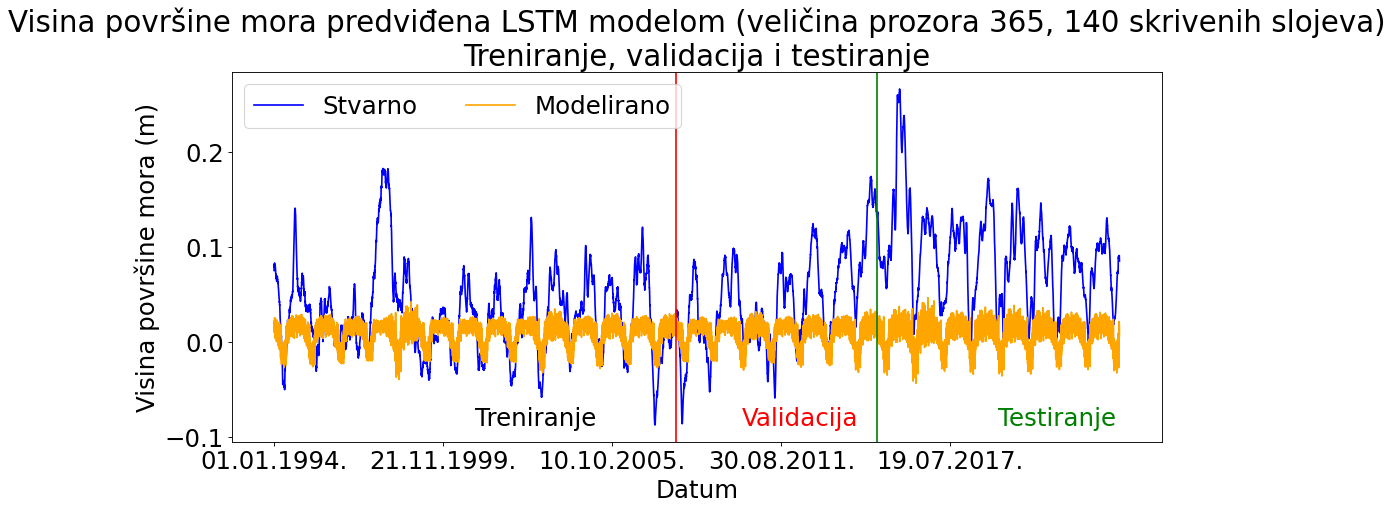 Visina površine mora predviđena LSTM modelom (veličina prozora 365, 140 skrivenih slojeva)
Treniranje, validacija i testiranje
Stvarno
Modelirano
Visina površine mora (m)
0.2
0.1
0.0
−0.1
Treniranje
Validacija
Testiranje
01.01.1994.
21.11.1999.
10.10.2005.
30.08.2011.
19.07.2017.
Datum